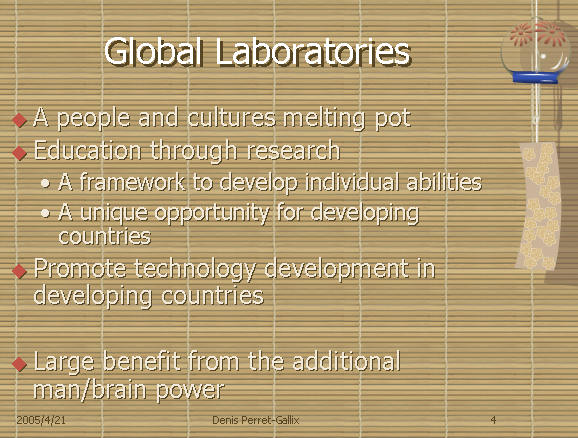 Global Laboratories
A people and cultures melting pot
Education through research
A framework to develop individual abilities
A unique opportunity for developing
countries
Promote technology development in
developing countries
Large benefit from the additional
man/brain power
2005/4/21
Denis Perret-Gallix
4